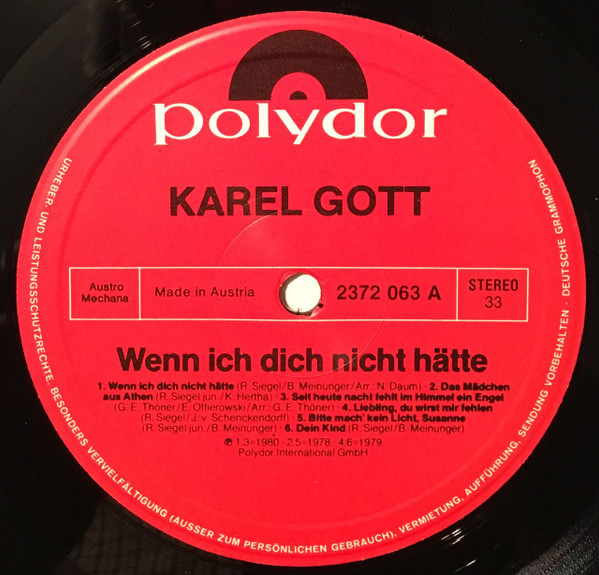 polydor
KAREL GOTT
Austro
Mechana
Made in Austria
2372 063 A
STEREO
33
Wenn ich dich nicht hätte
1. Wenn ich dich nicht hätte (R. Siegel/B. Meinunger/Arr.: N. Daum) · 2. Das Mädchen
aus Athen (R. Siegel jun./K. Hertha) · 3. Seit heute nacht fehlt im Himmel ein Engel
(G. E. Thöner/E. Offierowski/Arr.: G. E. Thöner) · 4. Liebling, du wirst mir fehlen
(R. Siegel/J. v. Schenckendorff) · 5. Bitte mach' kein Licht, Susanne
(R. Siegel jun./B. Meinunger) · 6. Dein Kind (R. Siegel/B. Meinunger)
℗ 1.3=1980 · 2.5=1978 · 4.6=1979
Polydor International GmbH
URHEBER- UND LEISTUNGSSCHUTZRECHTE, BESONDERS VERVIELFÄLTIGUNG (AUSSER ZUM PERSÖNLICHEN GEBRAUCH), VERMIETUNG, AUFFÜHRUNG, SENDUNG VORBEHALTEN · DEUTSCHE GRAMMOPHON